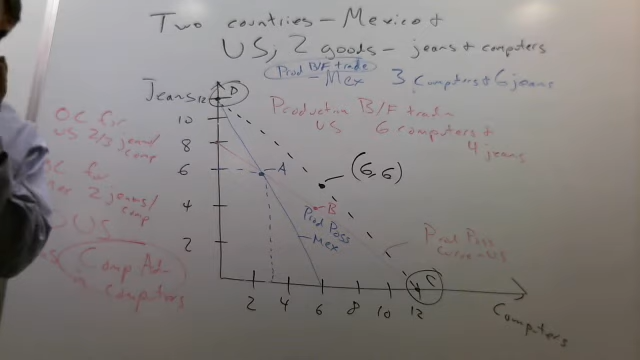 Two countries – Mexico &
US, 2 goods – jeans & computers
Prod B/F trade
– Mex 3 computers & 6 jeans
Jeans 12
D
Production B/F trade
US 6 computers &
4 jeans
OC for
US 2/3 jeans/
comp
OC for
2 jeans/
comp
US
Comp Ad-
in computers
10
8
6
4
2
A
(6,6)
B
Prod Poss
Mex
Prod Poss
Curve US
C
2 4 6 8 10 12
Computers